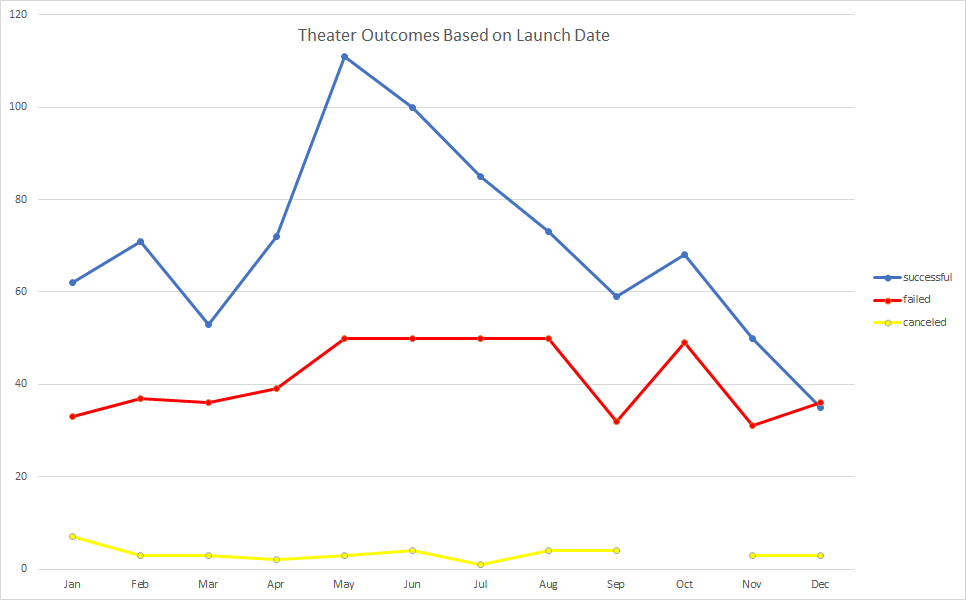 Theater Outcomes Based on Launch Date
120
100
80
60
40
20
0
Jan Feb Mar Apr May Jun Jul Aug Sep Oct Nov Dec
successful
failed
canceled